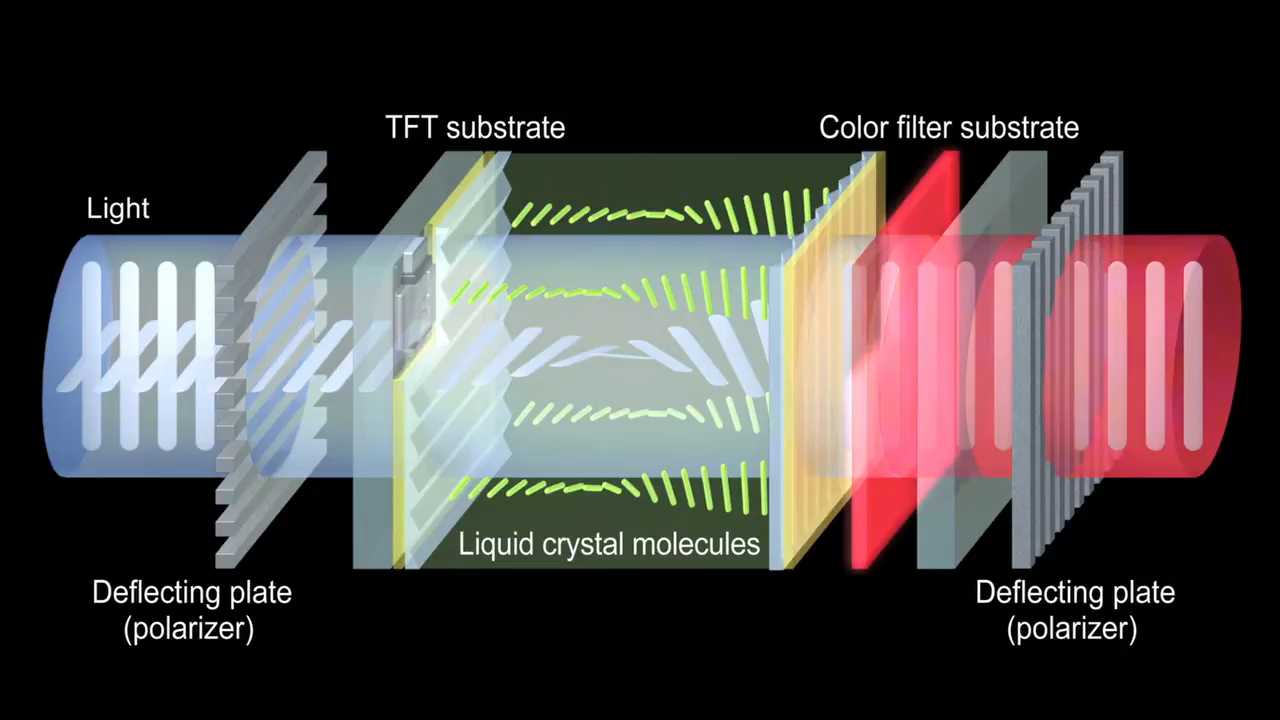 TFT substrate
Color filter substrate
Light
Liquid crystal molecules
Deflecting plate
(polarizer)
Deflecting plate
(polarizer)